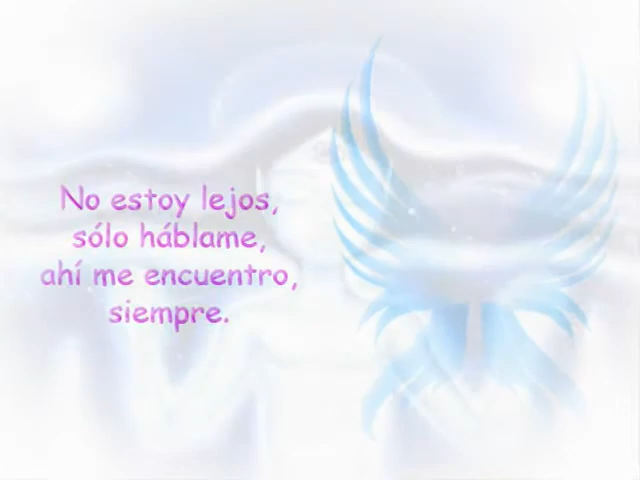 No estoy lejos,
sólo háblame,
ahí me encuentro,
siempre.